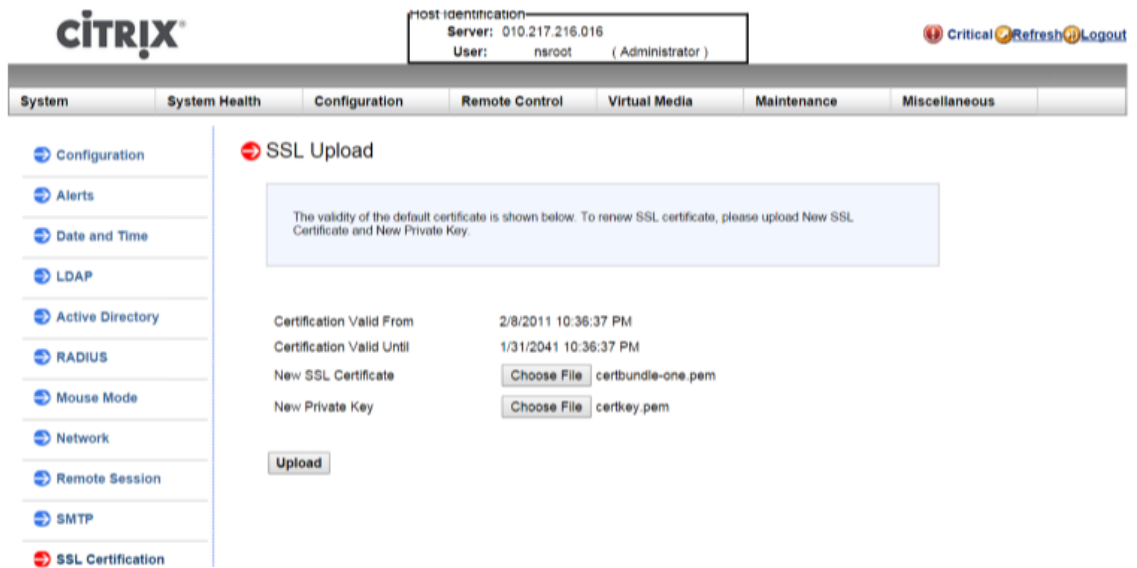 CITRIX
Host Identification
Server: 010.217.216.016
User: nsroot ( Administrator )
Critical Refresh Logout
System System Health Configuration Remote Control Virtual Media Maintenance Miscellaneous
Configuration
Alerts
Date and Time
LDAP
Active Directory
RADIUS
Mouse Mode
Network
Remote Session
SMTP
SSL Certification
SSL Upload
The validity of the default certificate is shown below. To renew SSL certificate, please upload New SSL
Certificate and New Private Key.
Certification Valid From 2/8/2011 10:36:37 PM
Certification Valid Until 1/31/2041 10:36:37 PM
New SSL Certificate Choose File certbundle-one.pem
New Private Key Choose File certkey.pem
Upload